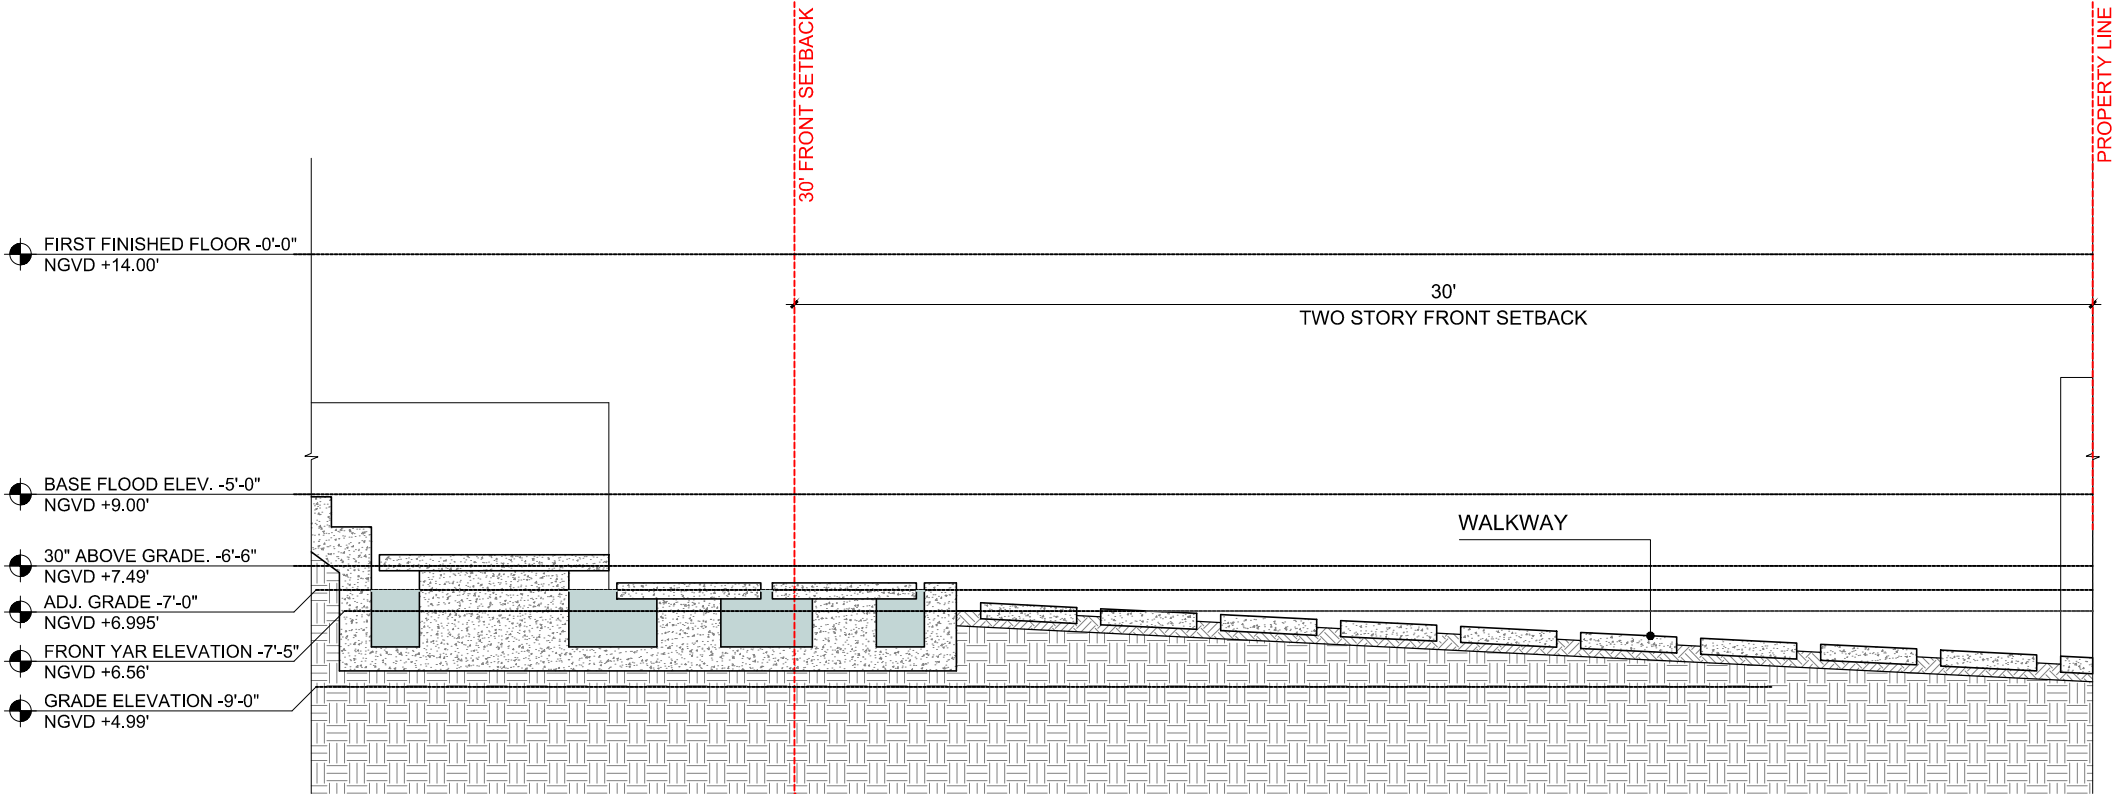 30' FRONT SETBACK
PROPERTY LINE
FIRST FINISHED FLOOR -0'-0"
NGVD +14.00'
30'
TWO STORY FRONT SETBACK
BASE FLOOD ELEV. -5'-0"
NGVD +9.00'
WALKWAY
30" ABOVE GRADE. -6'-6"
NGVD +7.49'
ADJ. GRADE -7'-0"
NGVD +6.995'
FRONT YAR ELEVATION -7'-5"
NGVD +6.56'
GRADE ELEVATION -9'-0"
NGVD +4.99'